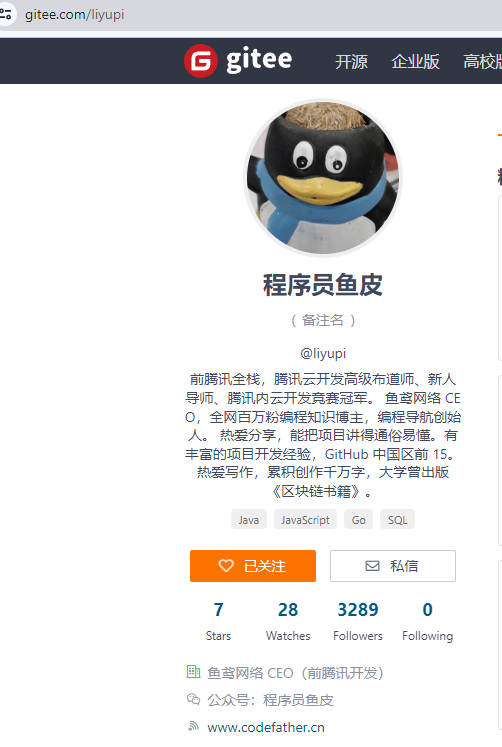 gitee.com/liyupi
gitee 开源 企业版 高校版
程序员鱼皮
（ 备注名 ）
@liyupi
前腾讯全栈，腾讯云开发高级布道师、新人
导师、腾讯内云开发竞赛冠军。 鱼鸢网络 CE
O，全网百万粉编程知识博主，编程导航创始
人。 热爱分享，能把项目讲得通俗易懂。有
丰富的项目开发经验，GitHub 中国区前 15。
热爱写作，累积创作千万字，大学曾出版
《区块链书籍》。
Java JavaScript Go SQL
已关注 私信
7 28 3289 0
Stars Watches Followers Following
鱼鸢网络 CEO（前腾讯开发）
公众号：程序员鱼皮
www.codefather.cn